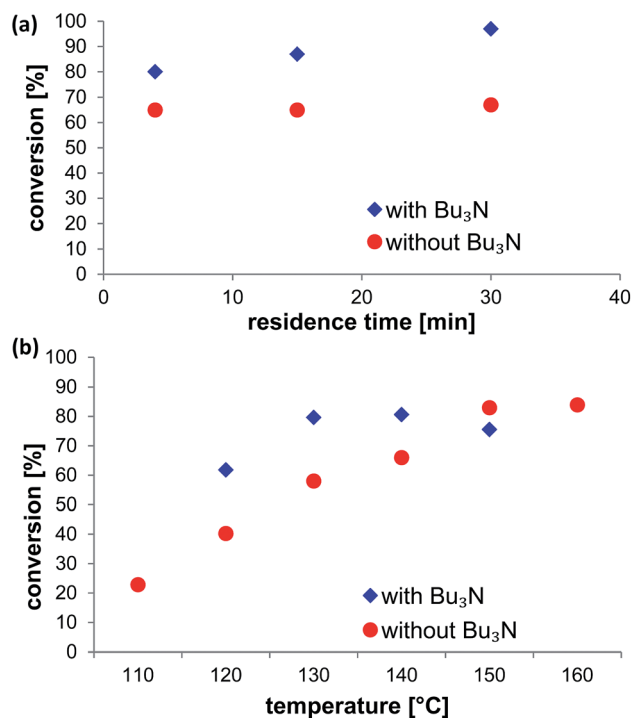 (a)
conversion [%]
100
90
80
70
60
50
40
30
20
10
0
with Bu₃N
without Bu₃N
0 10 20 30 40
residence time [min]
(b)
conversion [%]
100
90
80
70
60
50
40
30
20
10
0
with Bu₃N
without Bu₃N
110 120 130 140 150 160
temperature [°C]